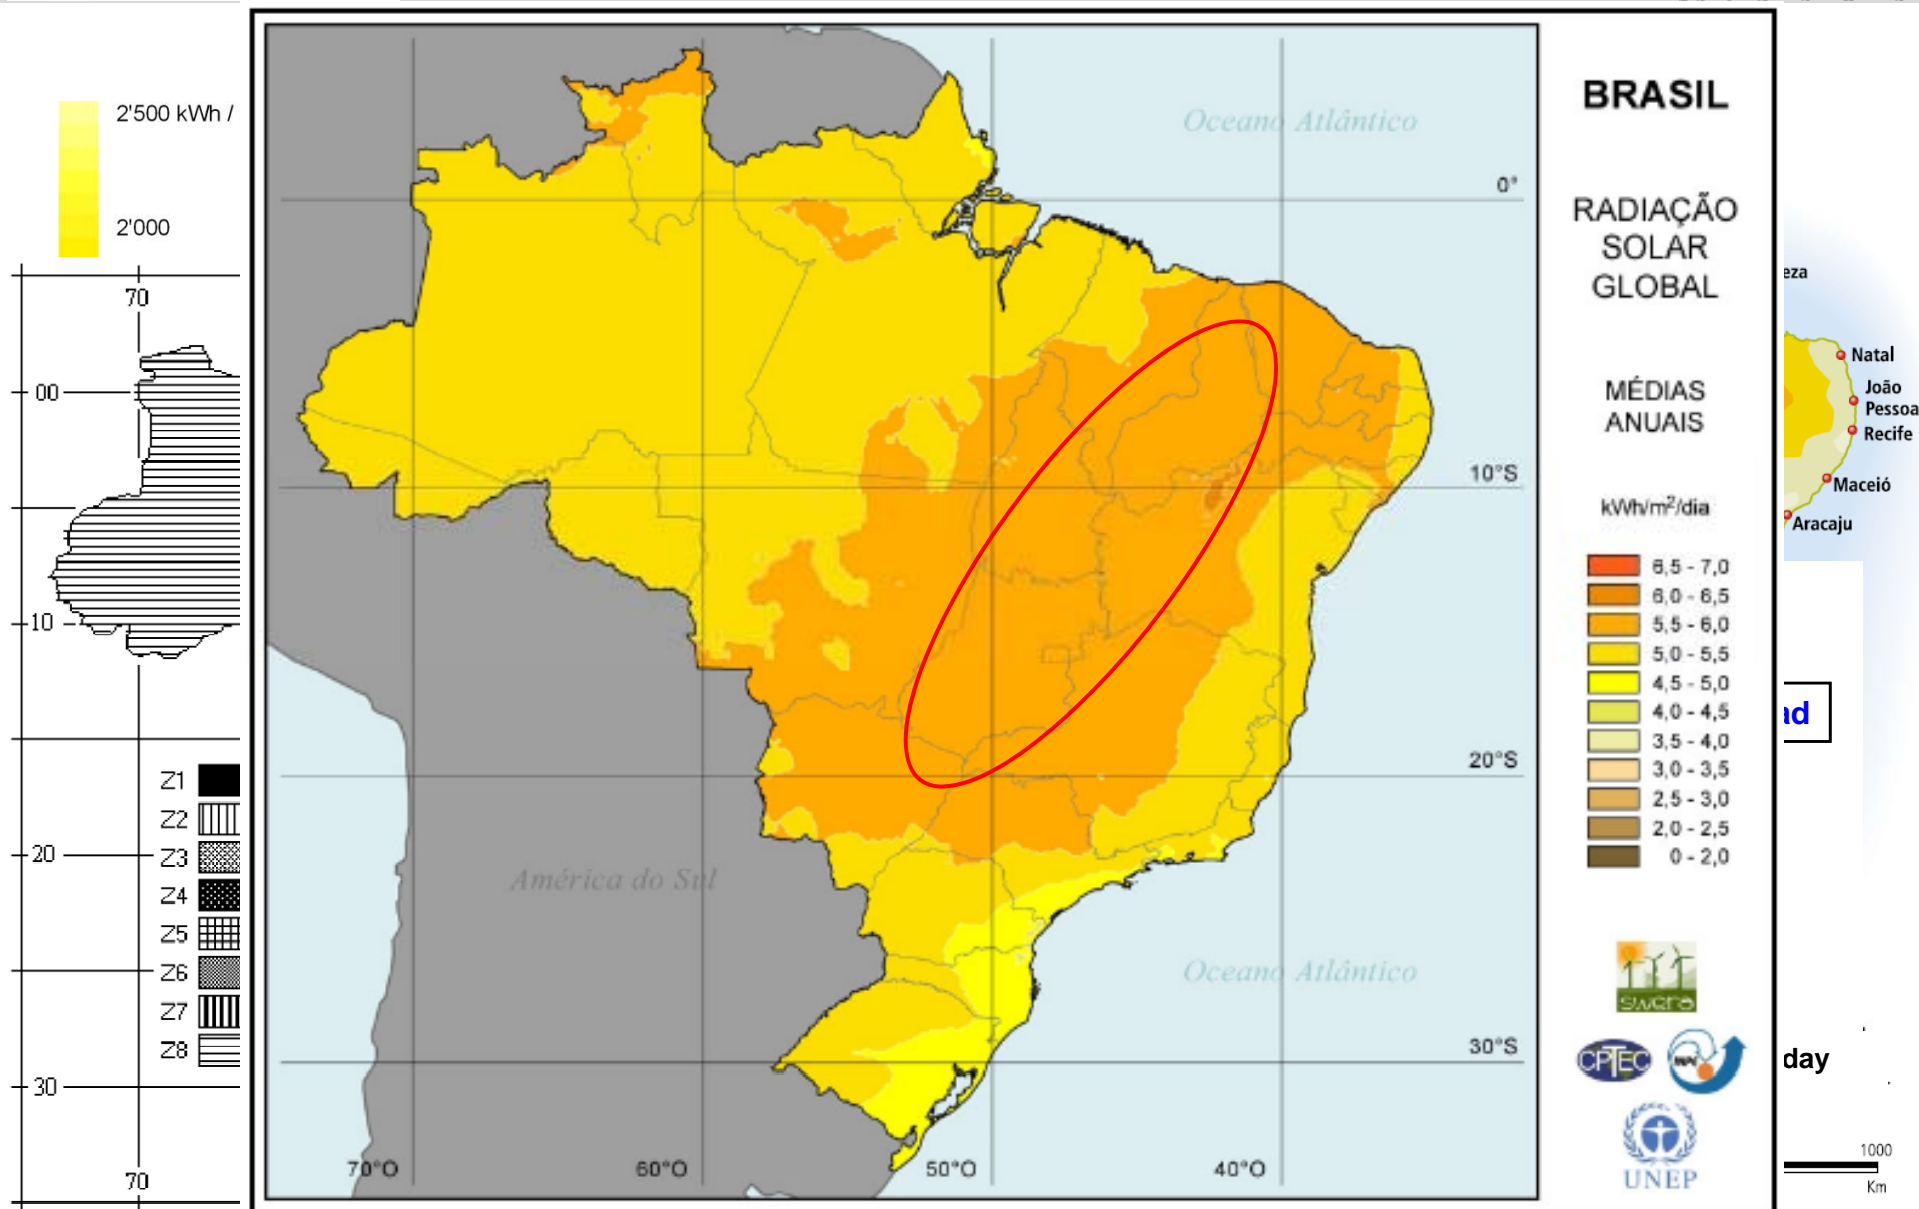 2'500 kWh /
2'000
70
00
10
20
30
70
Z1
Z2
Z3
Z4
Z5
Z6
Z7
Z8
Oceano Atlântico
0°
10°S
20°S
América do Sul
Oceano Atlântico
30°S
70°O
60°O
50°O
40°O
BRASIL
RADIAÇÃO
SOLAR
GLOBAL
MÉDIAS
ANUAIS
kWh/m²/dia
6,5 - 7,0
6,0 - 6,5
5,5 - 6,0
5,0 - 5,5
4,5 - 5,0
4,0 - 4,5
3,5 - 4,0
3,0 - 3,5
2,5 - 3,0
2,0 - 2,5
0 - 2,0
swera
CPTEC
INPE
UNEP
eza
Natal
João
Pessoa
Recife
Maceió
Aracaju
ad
day
1000
Km